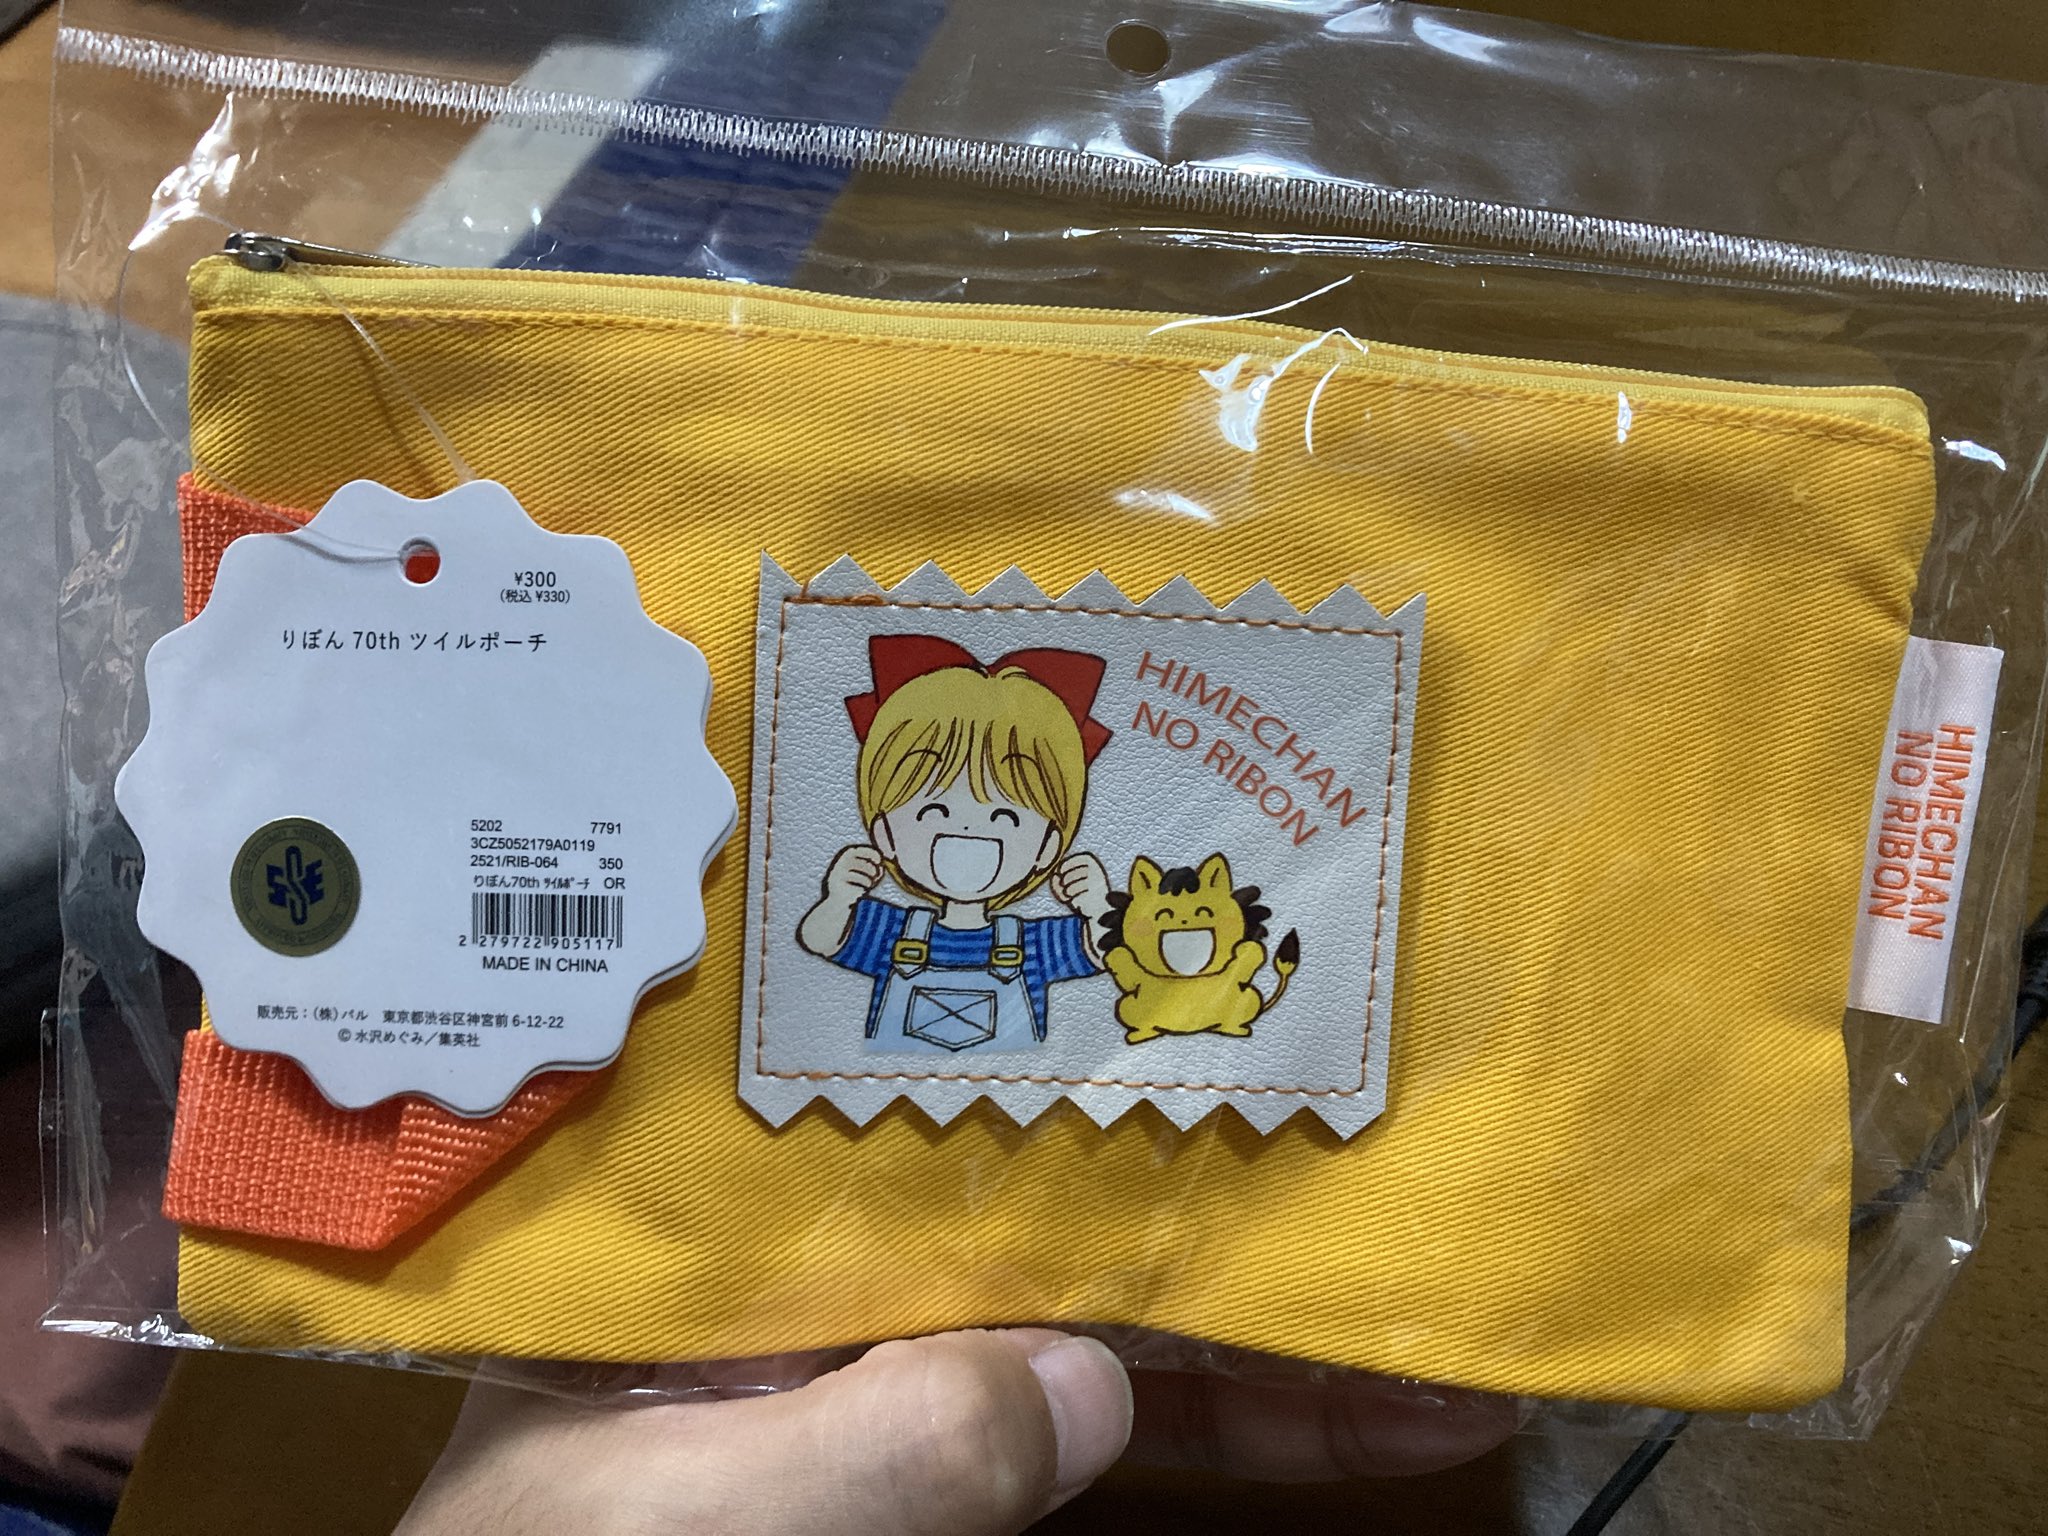 ¥300
(税込 ¥330)
りぼん 70th ツイルポーチ
5202 7791
3CZ5052179A0119
2521/RIB-064 350
りぼん70th ﾂｲﾙﾎﾟｰﾁ OR
2 279722 905117
MADE IN CHINA
販売元:(株)パル 東京都渋谷区神宮前 6-12-22
© 水沢めぐみ/集英社
HIMECHAN
NO RIBON
HIMECHAN
NO RIBON